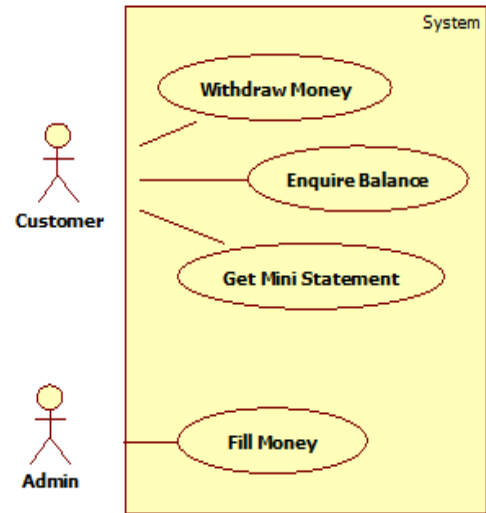 System
Withdraw Money
Enquire Balance
Customer
Get Mini Statement
Fill Money
Admin